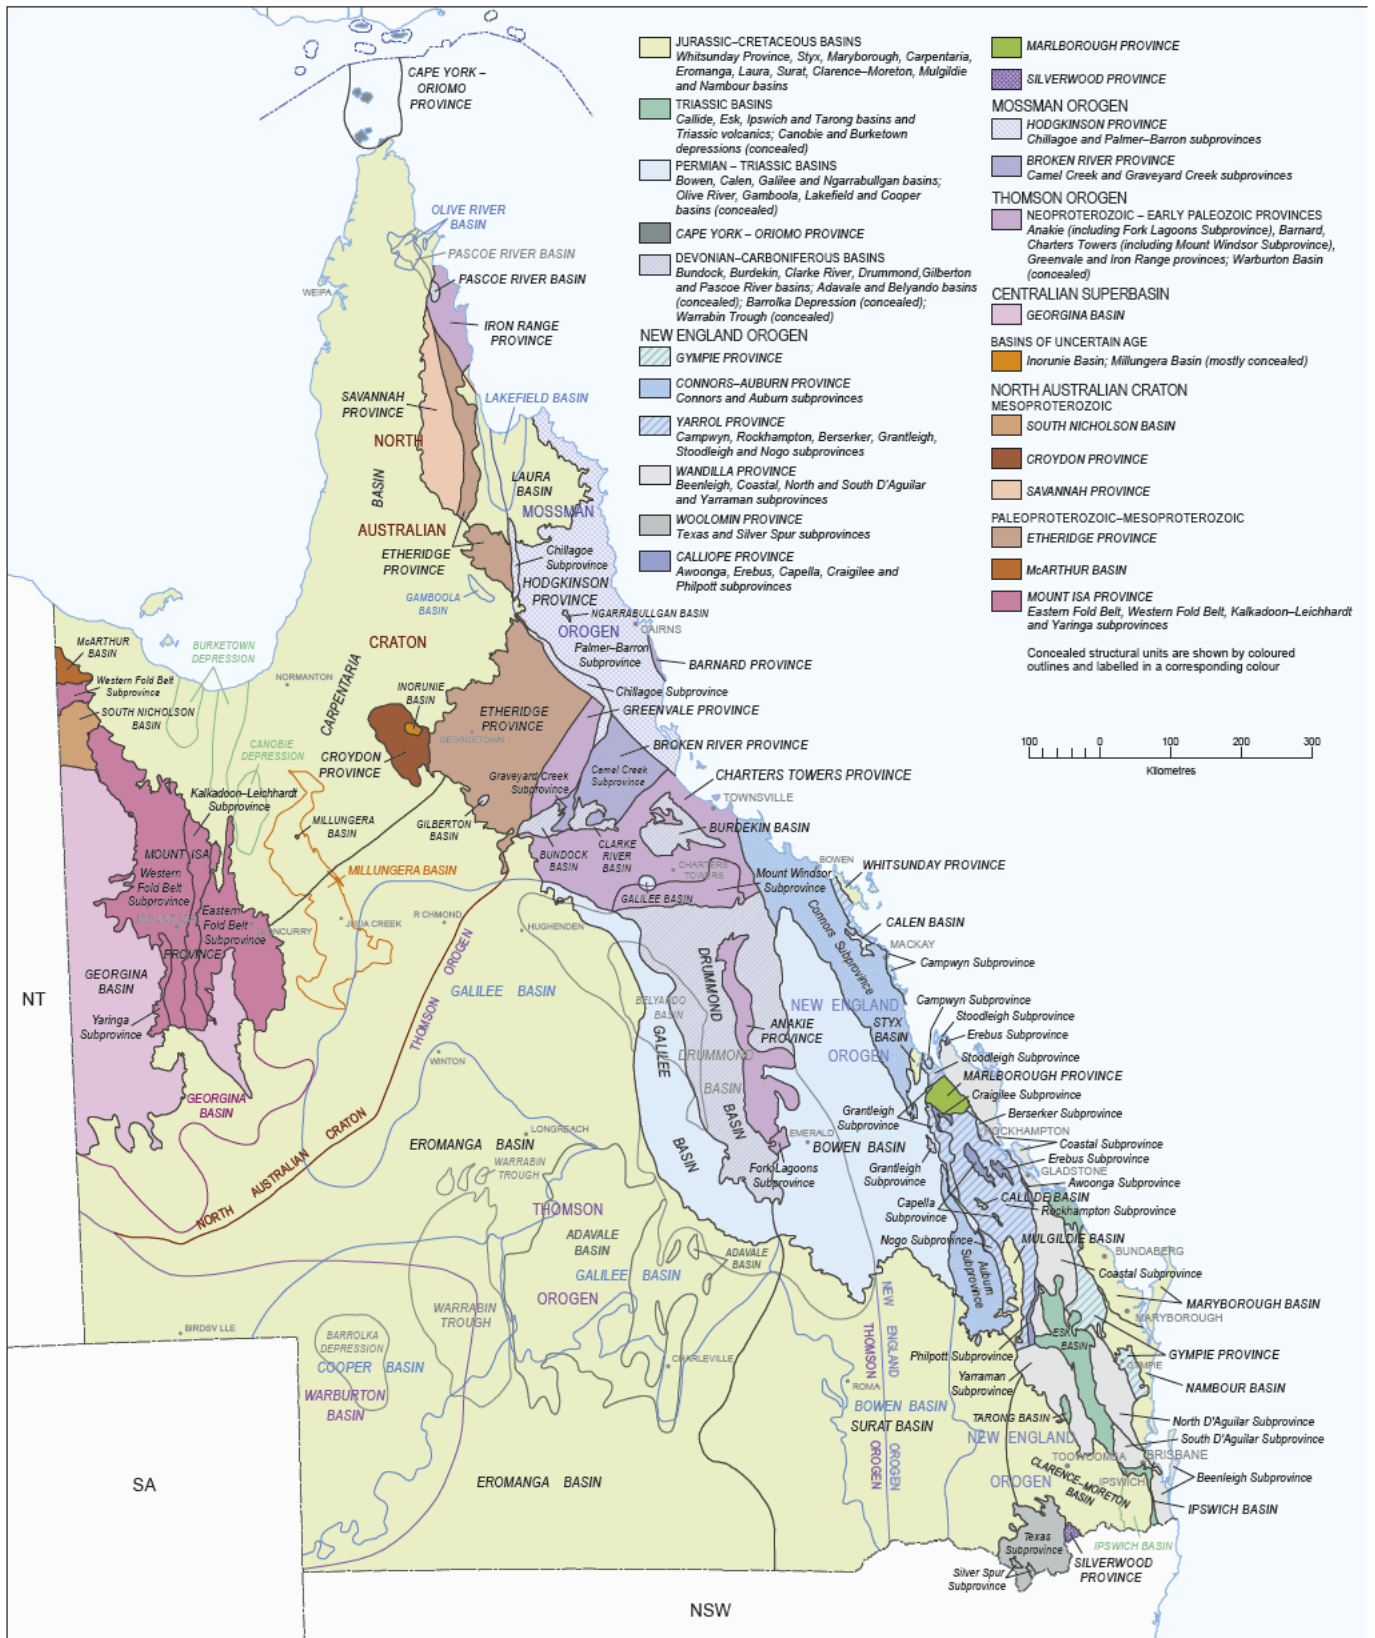 CAPE YORK –
ORIOMO
PROVINCE
OLIVE RIVER
BASIN
PASCOE RIVER BASIN
PASCOE RIVER BASIN
WEIPA
IRON RANGE
PROVINCE
SAVANNAH
PROVINCE
LAKEFIELD BASIN
NORTH
BASIN
LAURA
BASIN
MOSSMAN
AUSTRALIAN
ETHERIDGE
PROVINCE
Chillagoe
Subprovince
HODGKINSON
PROVINCE
GAMBOOLA
BASIN
NGARRABULLGAN BASIN
CAIRNS
OROGEN
CRATON
Palmer–Barron
Subprovince
BARNARD PROVINCE
McARTHUR
BASIN
BURKETOWN
DEPRESSION
Western Fold Belt
Subprovince
NORMANTON
CARPENTARIA
INORUNIE
BASIN
Chillagoe Subprovince
GREENVALE PROVINCE
SOUTH NICHOLSON
BASIN
ETHERIDGE
PROVINCE
GEORGETOWN
CANOBIE
DEPRESSION
CROYDON
PROVINCE
BROKEN RIVER PROVINCE
Graveyard Creek
Subprovince
Camel Creek
Subprovince
CHARTERS TOWERS PROVINCE
TOWNSVILLE
Kalkadoon–Leichhardt
Subprovince
MILLUNGERA
BASIN
GILBERTON
BASIN
BURDEKIN BASIN
BUNDOCK
BASIN
CLARKE
RIVER
BASIN
MOUNT ISA
Western
Fold Belt
Subprovince
MILLUNGERA BASIN
CHARTERS
TOWERS
Mount Windsor
Subprovince
BOWEN
WHITSUNDAY PROVINCE
GALILEE BASIN
Eastern
Fold Belt
Subprovince
MOUNT ISA
CLONCURRY
PROVINCE
JULIA CREEK
RICHMOND
HUGHENDEN
Connors Subprovince
CALEN BASIN
MACKAY
Campwyn Subprovince
GEORGINA
BASIN
THOMSON OROGEN
GALILEE BASIN
DRUMMOND
BELYANDO
BASIN
NEW ENGLAND
NT
Yaringa
Subprovince
GALILEE
ANAKIE
PROVINCE
STYX
BASIN
Campwyn Subprovince
Stoodleigh Subprovince
Erebus Subprovince
Stoodleigh Subprovince
WINTON
DRUMMOND
BASIN
OROGEN
MARLBOROUGH PROVINCE
GEORGINA
BASIN
Craigilee Subprovince
Grantleigh
Subprovince
Berserker Subprovince
ROCKHAMPTON
LONGREACH
EROMANGA BASIN
BASIN
BASIN
EMERALD
BOWEN BASIN
Coastal Subprovince
Erebus Subprovince
GLADSTONE
WARRABIN
TROUGH
Fork Lagoons
Subprovince
Grantleigh
Subprovince
Awoonga Subprovince
CALLIDE BASIN
Capella
Subprovince
Rockhampton Subprovince
NORTH AUSTRALIAN CRATON
THOMSON
ADAVALE
BASIN
ADAVALE
BASIN
Nogo Subprovince
MULGILDIE BASIN
BUNDABERG
GALILEE BASIN
Auburn
Subprovince
Coastal Subprovince
OROGEN
NEW ENGLAND OROGEN
THOMSON OROGEN
MARYBOROUGH BASIN
MARYBOROUGH
WARRABIN
TROUGH
BIRDSVILLE
BARROLKA
DEPRESSION
ESK
BASIN
COOPER BASIN
CHARLEVILLE
Philpott Subprovince
GYMPIE PROVINCE
GYMPIE
Yarraman
Subprovince
NAMBOUR BASIN
WARBURTON
BASIN
ROMA
BOWEN BASIN
SURAT BASIN
TARONG BASIN
NEW ENGLAND
North D'Aguilar Subprovince
South D'Aguilar Subprovince
TOOWOOMBA
BRISBANE
EROMANGA BASIN
OROGEN
CLARENCE–MORETON
BASIN
IPSWICH
Beenleigh Subprovince
IPSWICH BASIN
SA
Texas
Subprovince
IPSWICH BASIN
SILVERWOOD
PROVINCE
Silver Spur
Subprovince
NSW
JURASSIC–CRETACEOUS BASINS
Whitsunday Province, Styx, Maryborough, Carpentaria,
Eromanga, Laura, Surat, Clarence–Moreton, Mulgildie
and Nambour basins
TRIASSIC BASINS
Callide, Esk, Ipswich and Tarong basins and
Triassic volcanics; Canobie and Burketown
depressions (concealed)
PERMIAN – TRIASSIC BASINS
Bowen, Calen, Galilee and Ngarrabullgan basins;
Olive River, Gamboola, Lakefield and Cooper
basins (concealed)
CAPE YORK – ORIOMO PROVINCE
DEVONIAN–CARBONIFEROUS BASINS
Bundock, Burdekin, Clarke River, Drummond,Gilberton
and Pascoe River basins; Adavale and Belyando basins
(concealed); Barrolka Depression (concealed);
Warrabin Trough (concealed)
NEW ENGLAND OROGEN
GYMPIE PROVINCE
CONNORS–AUBURN PROVINCE
Connors and Auburn subprovinces
YARROL PROVINCE
Campwyn, Rockhampton, Berserker, Grantleigh,
Stoodleigh and Nogo subprovinces
WANDILLA PROVINCE
Beenleigh, Coastal, North and South D'Aguilar
and Yarraman subprovinces
WOOLOMIN PROVINCE
Texas and Silver Spur subprovinces
CALLIOPE PROVINCE
Awoonga, Erebus, Capella, Craigilee and
Philpott subprovinces
MARLBOROUGH PROVINCE
SILVERWOOD PROVINCE
MOSSMAN OROGEN
HODGKINSON PROVINCE
Chillagoe and Palmer–Barron subprovinces
BROKEN RIVER PROVINCE
Camel Creek and Graveyard Creek subprovinces
THOMSON OROGEN
NEOPROTEROZOIC – EARLY PALEOZOIC PROVINCES
Anakie (including Fork Lagoons Subprovince), Barnard,
Charters Towers (including Mount Windsor Subprovince),
Greenvale and Iron Range provinces; Warburton Basin
(concealed)
CENTRALIAN SUPERBASIN
GEORGINA BASIN
BASINS OF UNCERTAIN AGE
Inorunie Basin; Millungera Basin (mostly concealed)
NORTH AUSTRALIAN CRATON
MESOPROTEROZOIC
SOUTH NICHOLSON BASIN
CROYDON PROVINCE
SAVANNAH PROVINCE
PALEOPROTEROZOIC–MESOPROTEROZOIC
ETHERIDGE PROVINCE
McARTHUR BASIN
MOUNT ISA PROVINCE
Eastern Fold Belt, Western Fold Belt, Kalkadoon–Leichhardt
and Yaringa subprovinces
Concealed structural units are shown by coloured
outlines and labelled in a corresponding colour
100 0 100 200 300
Kilometres